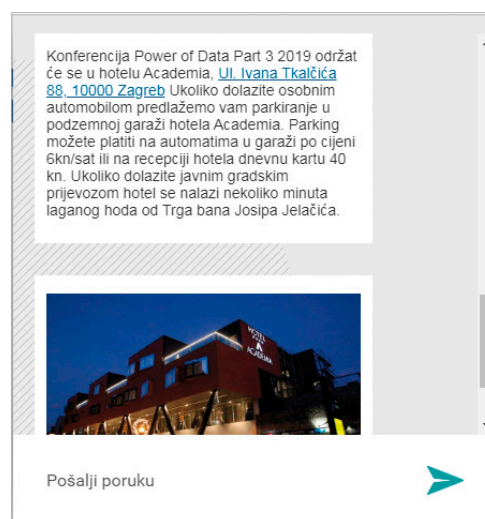 Konferencija Power of Data Part 3 2019 održat
će se u hotelu Academia, Ul. Ivana Tkalčića
88, 10000 Zagreb Ukoliko dolazite osobnim
automobilom predlažemo vam parkiranje u
podzemnoj garaži hotela Academia. Parking
možete platiti na automatima u garaži po cijeni
6kn/sat ili na recepciji hotela dnevnu kartu 40
kn. Ukoliko dolazite javnim gradskim
prijevozom hotel se nalazi nekoliko minuta
laganog hoda od Trga bana Josipa Jelačića.
HOTEL
ACADEMIA
Pošalji poruku